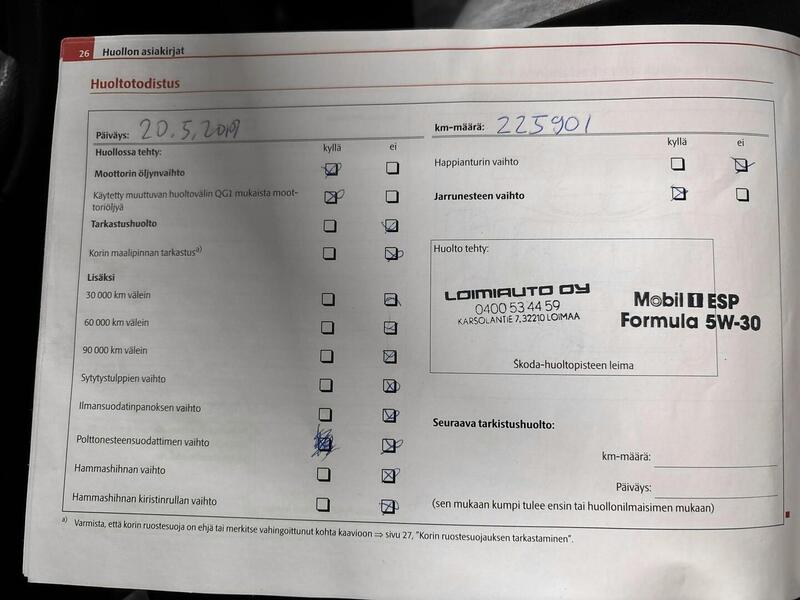 26 Huollon asiakirjat
Huoltotodistus
Päiväys: 20.5.2019
km-määrä: 225901
Huollossa tehty: kyllä ei
Moottorin öljynvaihto
Käytetty muuttuvan huoltovälin QG1 mukaista moot-
toriöljyä
Tarkastushuolto
Korin maalipinnan tarkastusa)
Lisäksi
30 000 km välein
60 000 km välein
90 000 km välein
Sytytystulppien vaihto
Ilmansuodatinpanoksen vaihto
Polttonesteensuodattimen vaihto
Hammashihnan vaihto
Hammashihnan kiristinrullan vaihto
kyllä ei
Happianturin vaihto
Jarrunesteen vaihto
Huolto tehty:
LOIMIAUTO OY
0400 53 44 59
KARSOLANTIE 7, 32210 LOIMAA
Mobil 1 ESP
Formula 5W-30
Škoda-huoltopisteen leima
Seuraava tarkistushuolto:
km-määrä:
Päiväys:
(sen mukaan kumpi tulee ensin tai huollonilmaisimen mukaan)
a) Varmista, että korin ruostesuoja on ehjä tai merkitse vahingoittunut kohta kaavioon ⇒ sivu 27, "Korin ruostesuojauksen tarkastaminen".